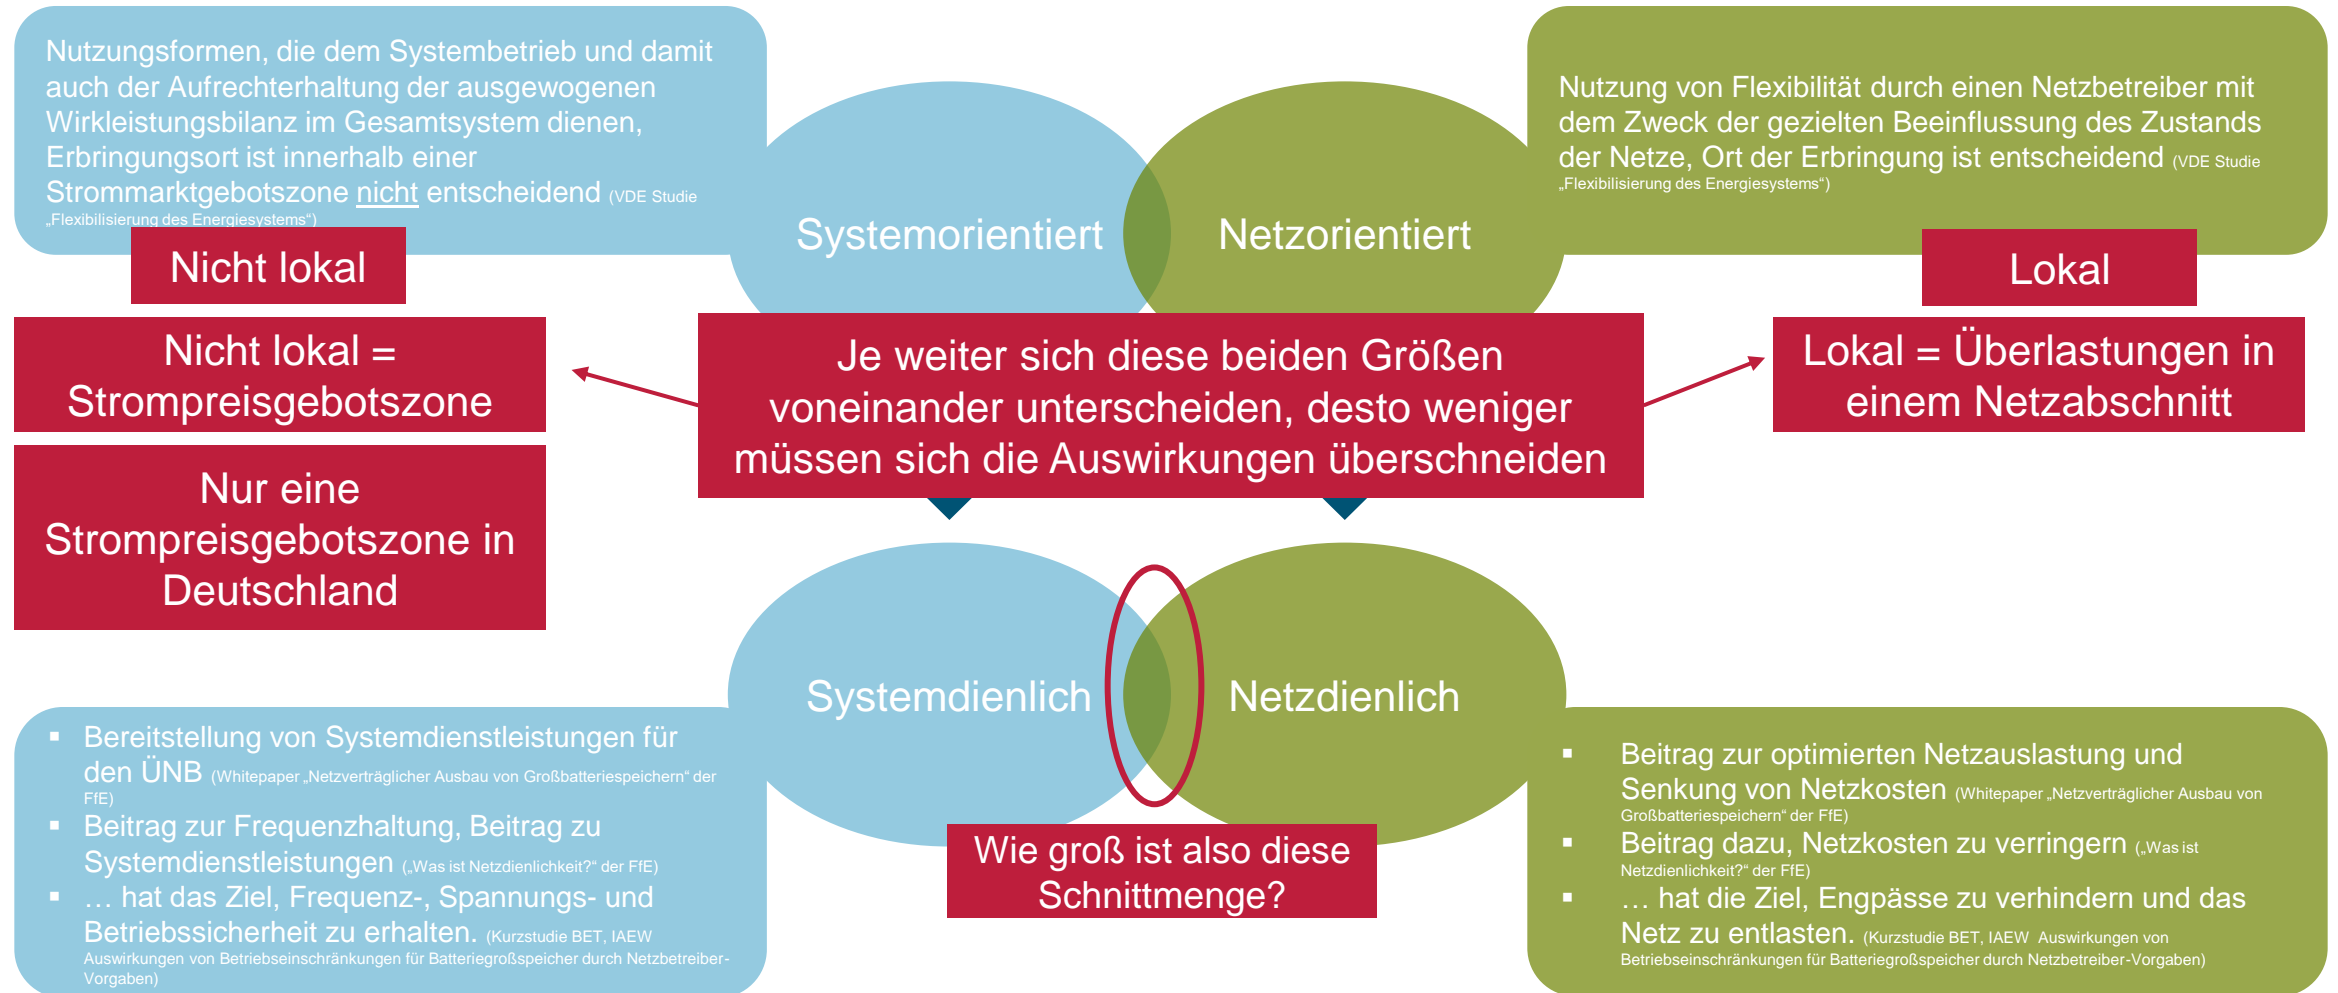 Nutzungsformen, die dem Systembetrieb und damit
auch der Aufrechterhaltung der ausgewogenen
Wirkleistungsbilanz im Gesamtsystem dienen,
Erbringungsort ist innerhalb einer
Strommarktgebotszone nicht entscheidend (VDE Studie
„Flexibilisierung des Energiesystems“)
Nicht lokal
Nicht lokal =
Strompreisgebotszone
Nur eine
Strompreisgebotszone in
Deutschland
Systemorientiert
Netzorientiert
Nutzung von Flexibilität durch einen Netzbetreiber mit
dem Zweck der gezielten Beeinflussung des Zustands
der Netze, Ort der Erbringung ist entscheidend (VDE Studie
„Flexibilisierung des Energiesystems“)
Lokal
Lokal = Überlastungen in
einem Netzabschnitt
Je weiter sich diese beiden Größen
voneinander unterscheiden, desto weniger
müssen sich die Auswirkungen überschneiden
Systemdienlich
Netzdienlich
Wie groß ist also diese
Schnittmenge?
▪ Bereitstellung von Systemdienstleistungen für
den ÜNB (Whitepaper „Netzverträglicher Ausbau von Großbatteriespeichern“ der
FfE)
▪ Beitrag zur Frequenzhaltung, Beitrag zu
Systemdienstleistungen („Was ist Netzdienlichkeit?“ der FfE)
▪ … hat das Ziel, Frequenz-, Spannungs- und
Betriebssicherheit zu erhalten. (Kurzstudie BET, IAEW
Auswirkungen von Betriebseinschränkungen für Batteriegroßspeicher durch Netzbetreiber-
Vorgaben)
▪ Beitrag zur optimierten Netzauslastung und
Senkung von Netzkosten (Whitepaper „Netzverträglicher Ausbau von
Großbatteriespeichern“ der FfE)
▪ Beitrag dazu, Netzkosten zu verringern („Was ist
Netzdienlichkeit?“ der FfE)
▪ … hat die Ziel, Engpässe zu verhindern und das
Netz zu entlasten. (Kurzstudie BET, IAEW Auswirkungen von
Betriebseinschränkungen für Batteriegroßspeicher durch Netzbetreiber-Vorgaben)